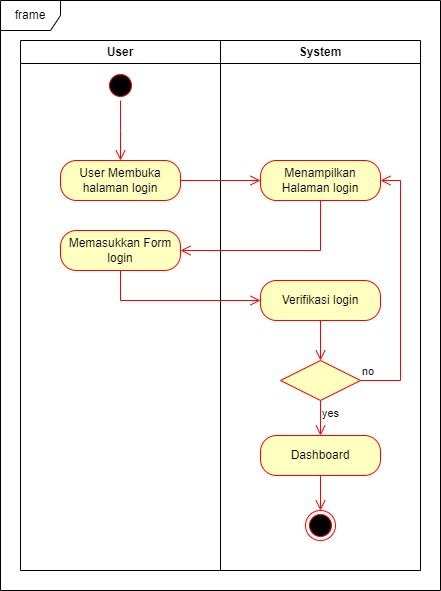 frame
User
System
User Membuka
halaman login
Menampilkan
Halaman login
Memasukkan Form
login
Verifikasi login
no
yes
Dashboard